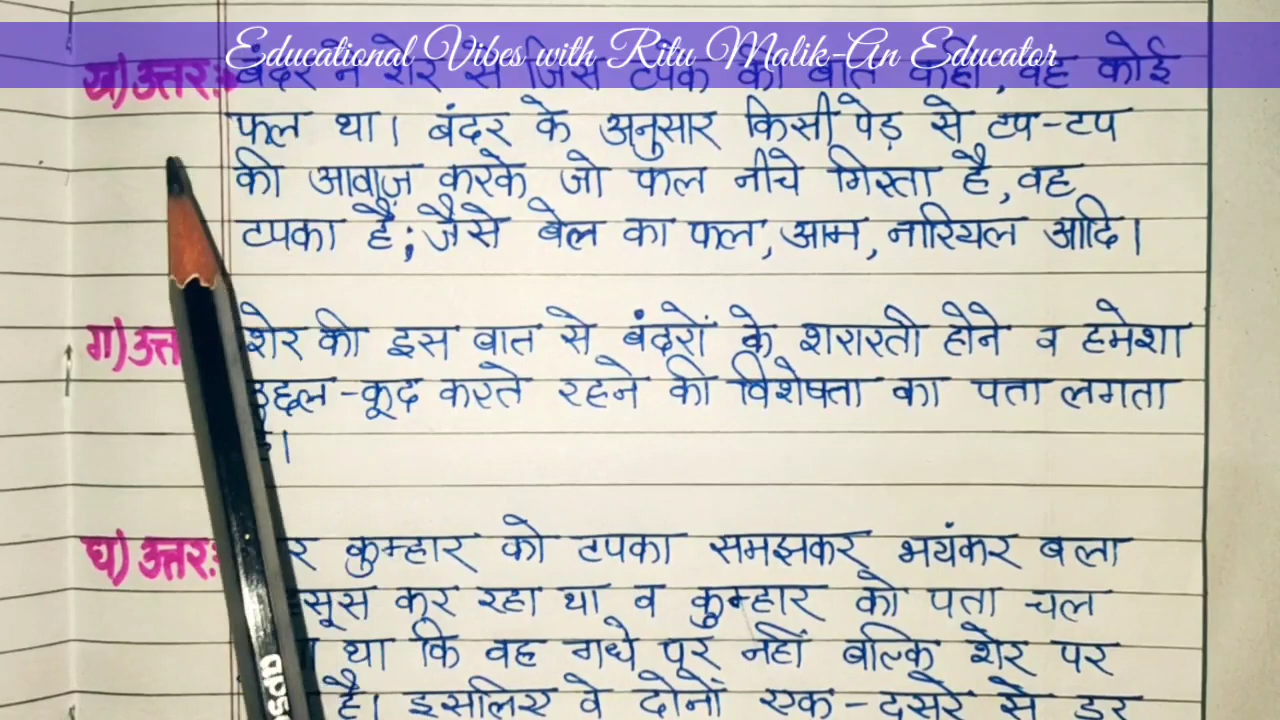 Educational Vibes with Ritu Malik-An Educator
ख) उत्तर:- बंदर ने शेर से जिस टपके की बात कही, वह कोई
फल था। बंदर के अनुसार किसी पेड़ से टप-टप
की आवाज़ करके जो फल नीचे गिरता है, वह
टपका है; जैसे बेल का फल, आम, नारियल आदि।
ग) उत्त शेर की इस बात से बंदरों के शरारती होने व हमेशा
उछल-कूद करते रहने की विशेषता का पता लगता
है।
घ) उत्तर: र कुम्हार को टपका समझकर भयंकर बला
सूस कर रहा था व कुम्हार को पता चल
था कि वह गधे पर नहीं बल्कि शेर पर
है। इसलिए वे दोनों एक-दूसरे से डर
apsa